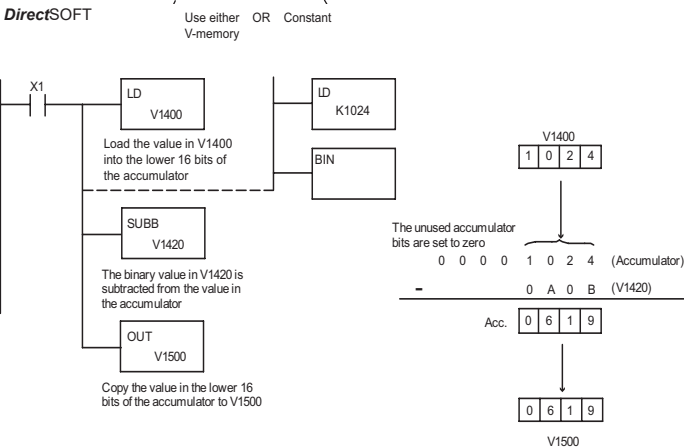 DirectSOFT
Use either OR Constant
V-memory
X1
LD
V1400
LD
K1024
Load the value in V1400
into the lower 16 bits of
the accumulator
BIN
SUBB
V1420
The binary value in V1420 is
subtracted from the value in
the accumulator
OUT
V1500
Copy the value in the lower 16
bits of the accumulator to V1500
V1400
1 0 2 4
The unused accumulator
bits are set to zero
0 0 0 0 1 0 2 4 (Accumulator)
- 0 A 0 B (V1420)
Acc. 0 6 1 9
0 6 1 9
V1500